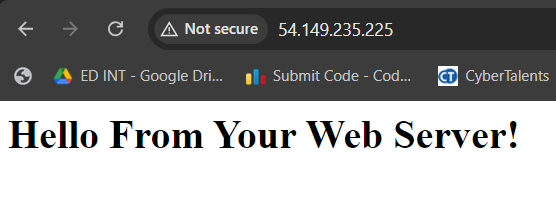 Not secure 54.149.235.225
ED INT - Google Dri... Submit Code - Cod... CT CyberTalents
Hello From Your Web Server!